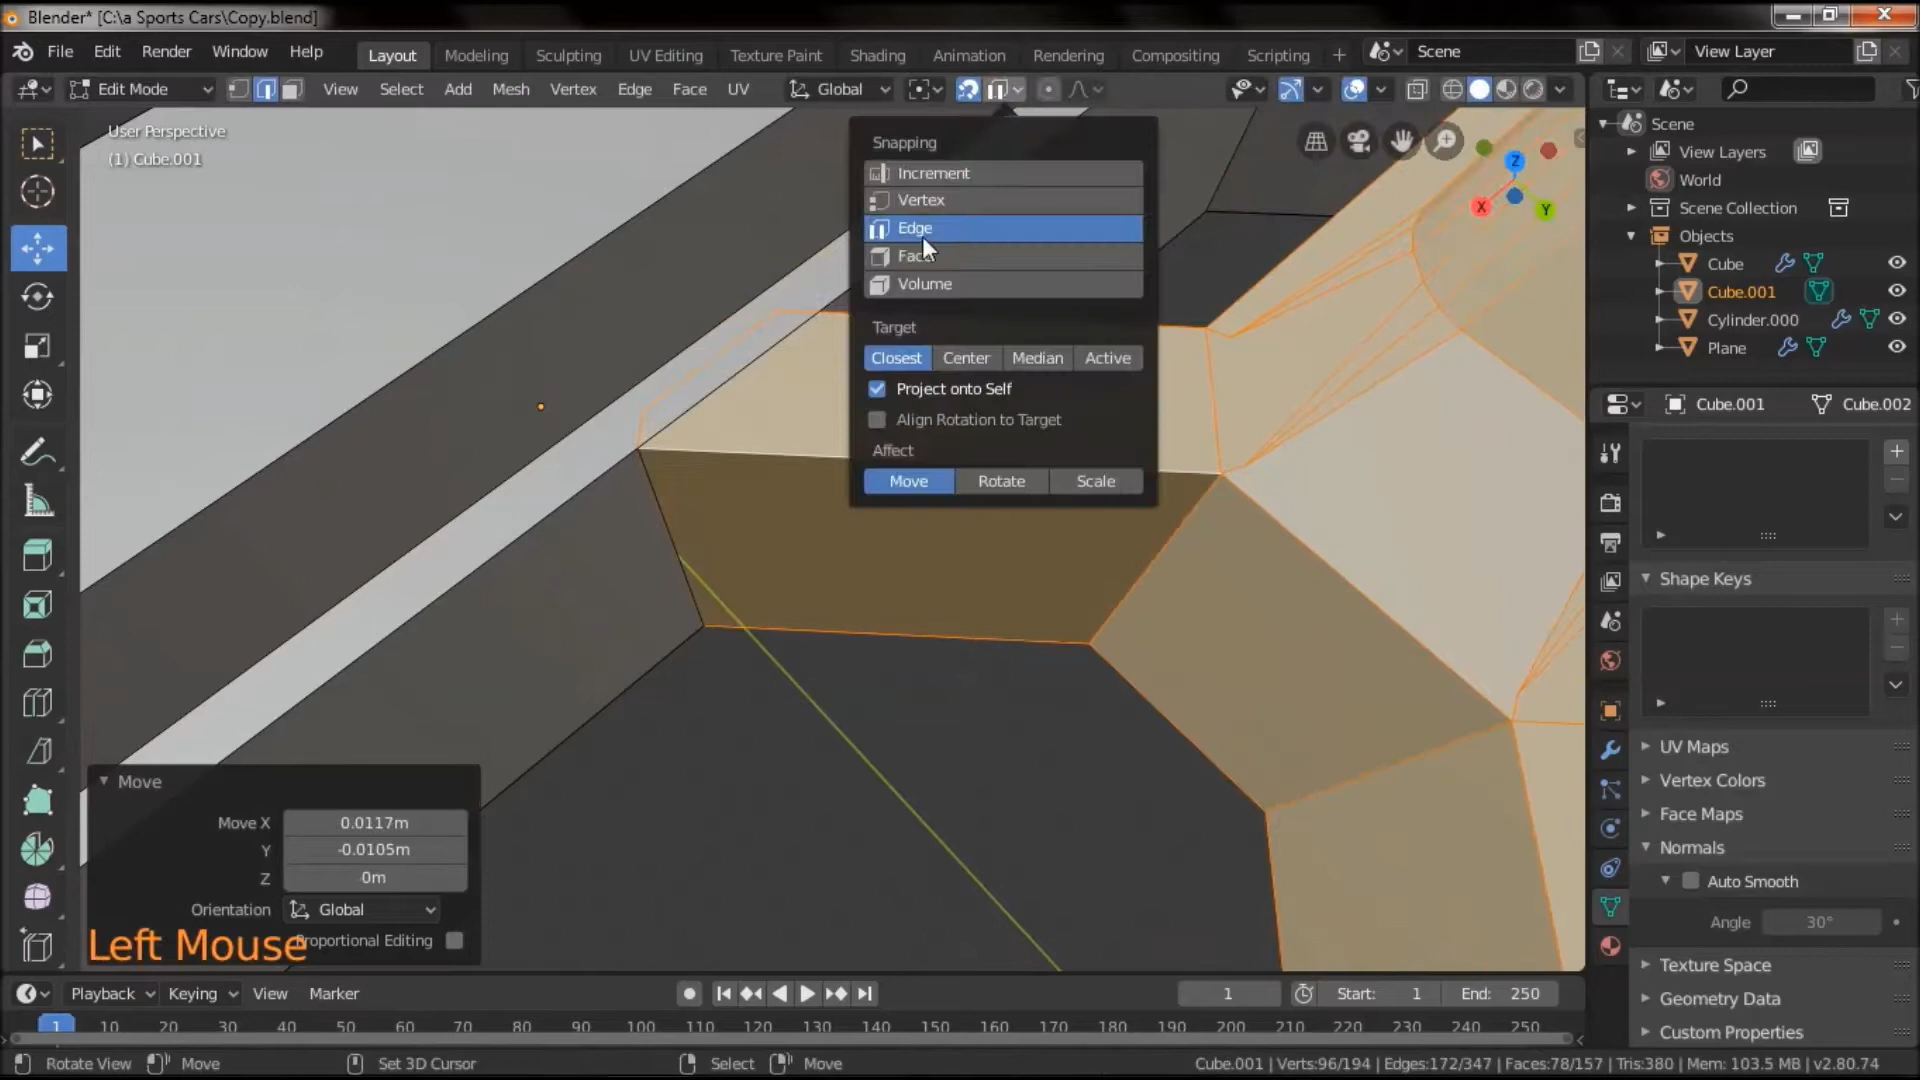 Blender* [C:\a Sports Cars\Copy.blend]
File Edit Render Window Help Layout Modeling Sculpting UV Editing Texture Paint Shading Animation Rendering Compositing Scripting + Scene View Layer
Edit Mode View Select Add Mesh Vertex Edge Face UV Global
User Perspective
(1) Cube.001
Snapping
Increment
Vertex
Edge
Volume
Target
Closest Center Median Active
Project onto Self
Align Rotation to Target
Affect
Move Rotate Scale
Z
X
Y
Scene
View Layers
World
Scene Collection
Objects
Cube
Cube.001
Cylinder.000
Plane
Cube.001 Cube.002
Shape Keys
UV Maps
Vertex Colors
Face Maps
Normals
Auto Smooth
Angle 30°
Texture Space
Geometry Data
Custom Properties
Move
Move X 0.0117m
Y -0.0105m
Z 0m
Orientation Global
Proportional Editing
Left Mouse
Playback Keying View Marker 1 Start: 1 End: 250
1 10 20 30 40 50 60 70 80 90 100 110 120 130 140 150 160 170 180 190 200 210 220 230 240 250
Rotate View Move Set 3D Cursor Select Move Cube.001 | Verts:96/194 | Edges:172/347 | Faces:78/157 | Tris:380 | Mem: 103.5 MB | v2.80.74